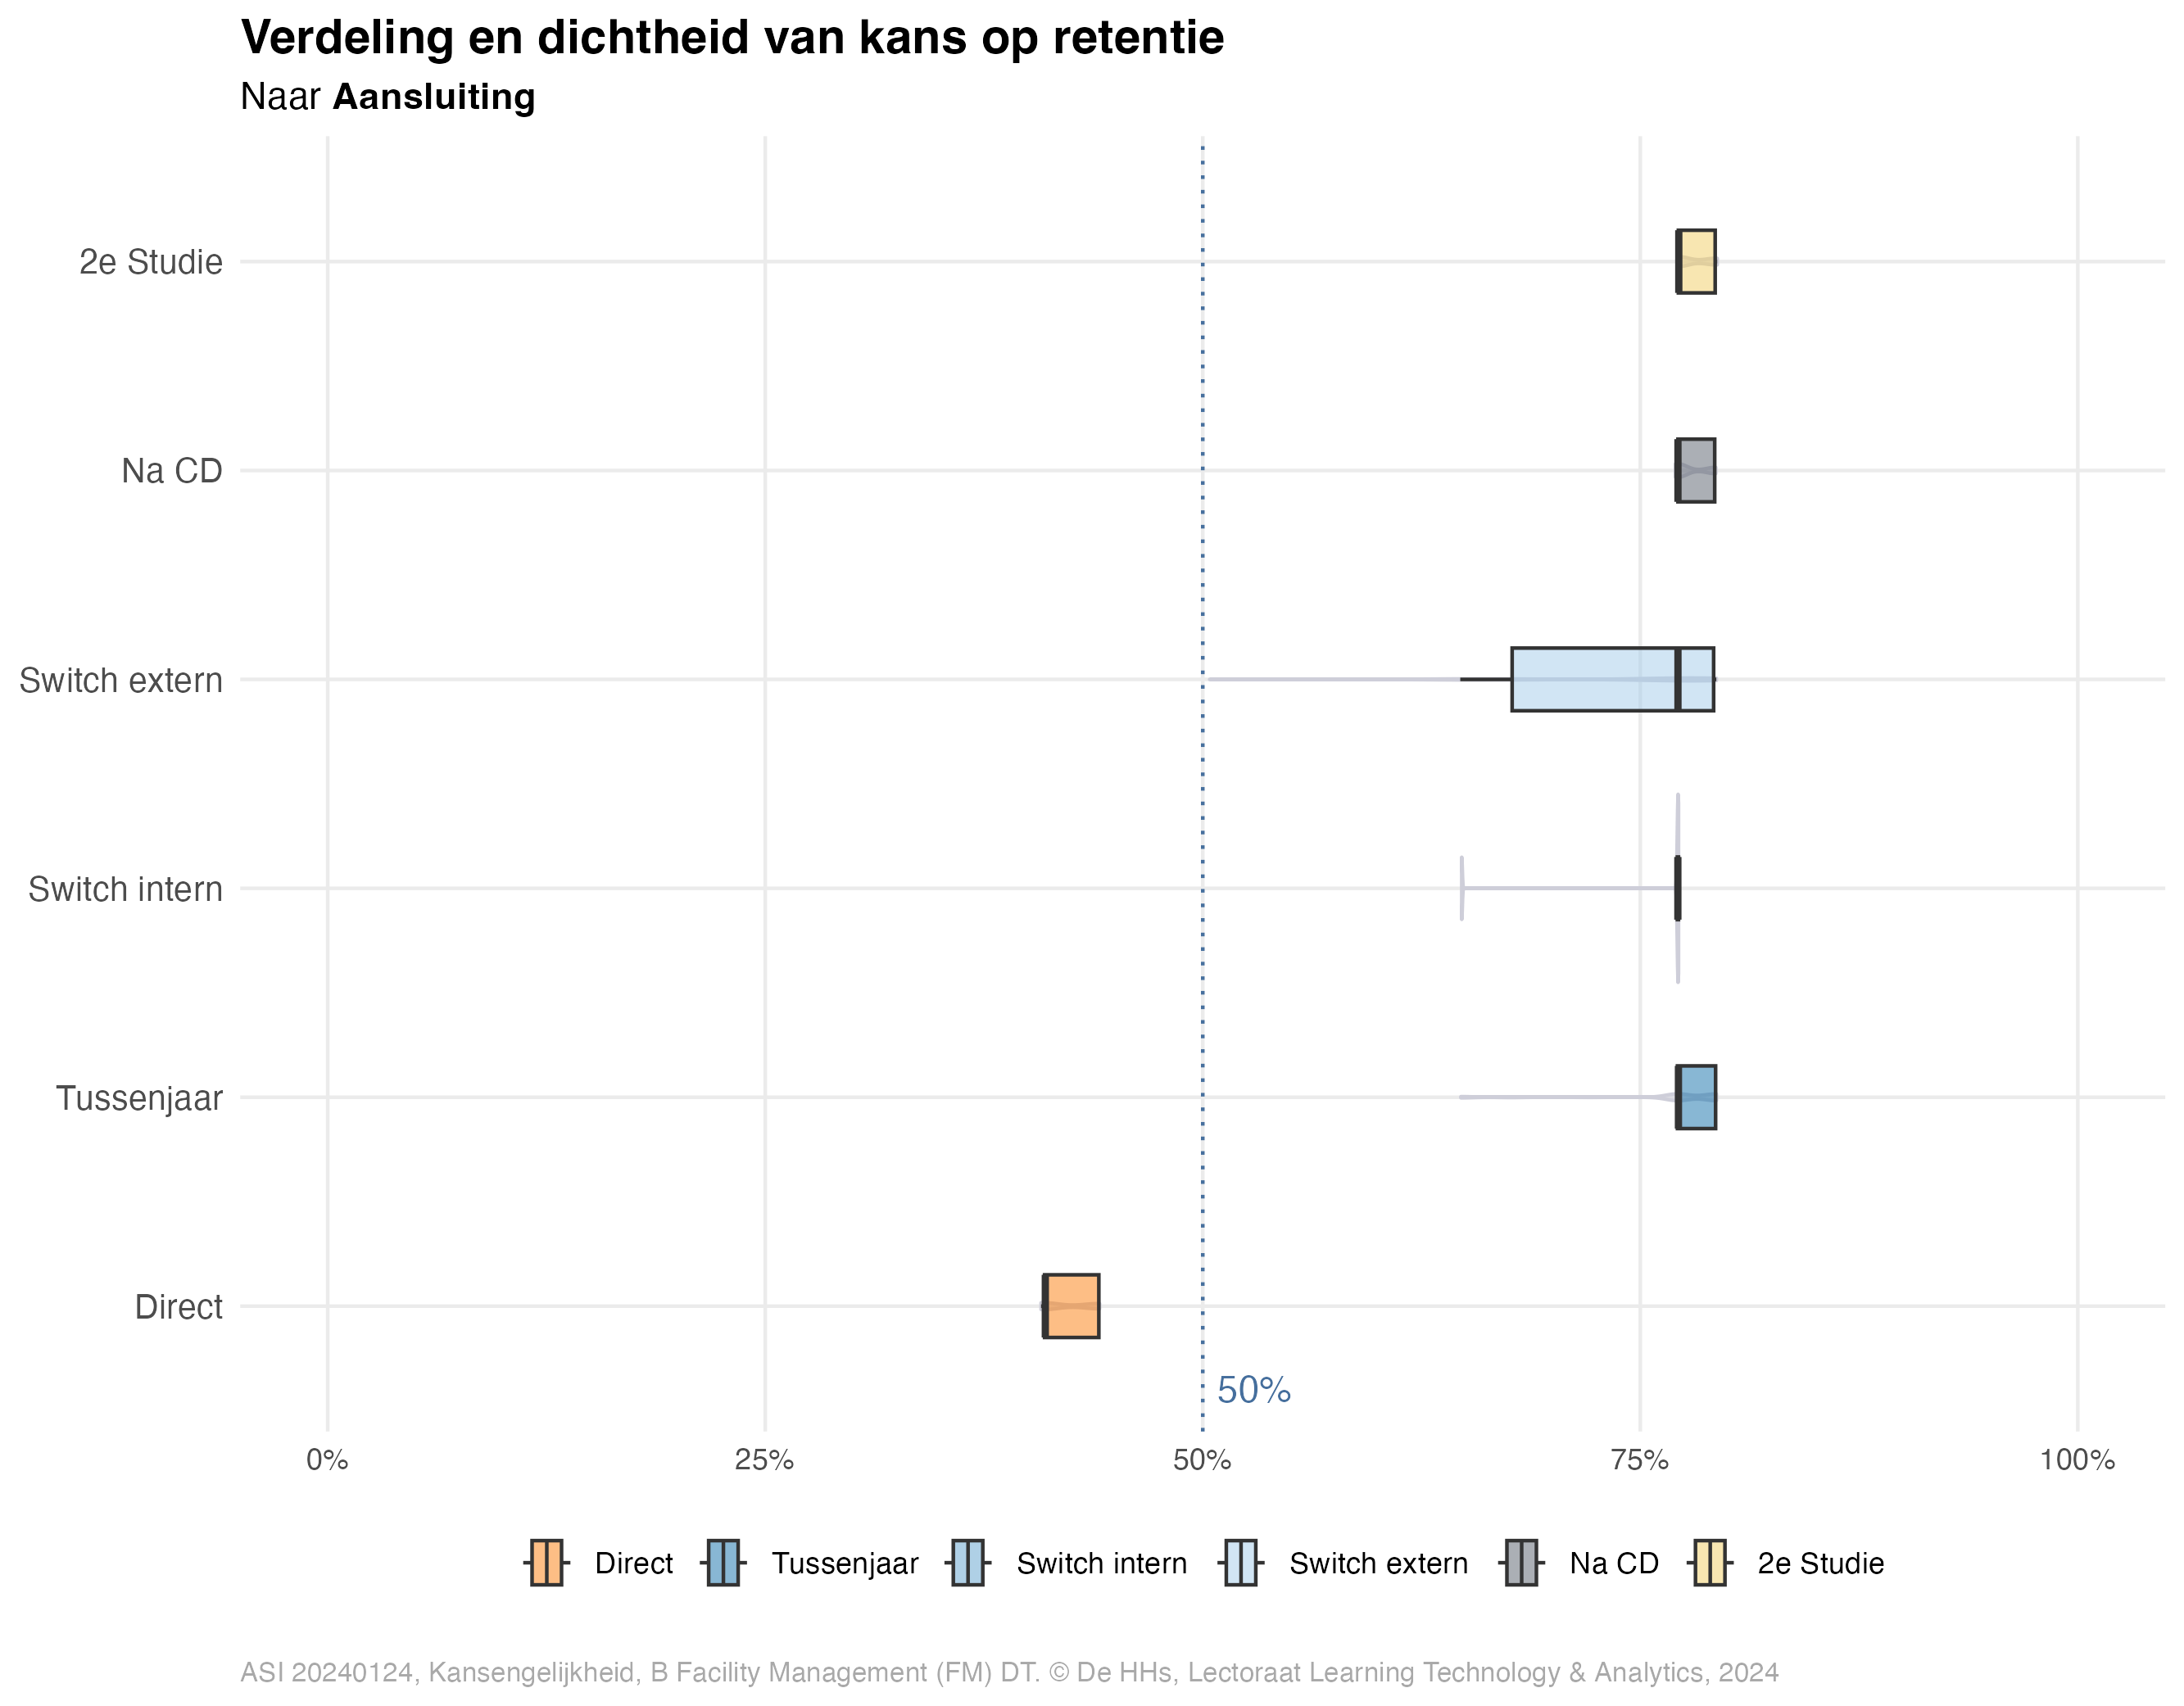 Verdeling en dichtheid van kans op retentie
Naar Aansluiting
2e Studie
Na CD
Switch extern
Switch intern
Tussenjaar
Direct
50%
0%
25%
50%
75%
100%
Direct
Tussenjaar
Switch intern
Switch extern
Na CD
2e Studie
ASI 20240124, Kansengelijkheid, B Facility Management (FM) DT. © De HHs, Lectoraat Learning Technology & Analytics, 2024